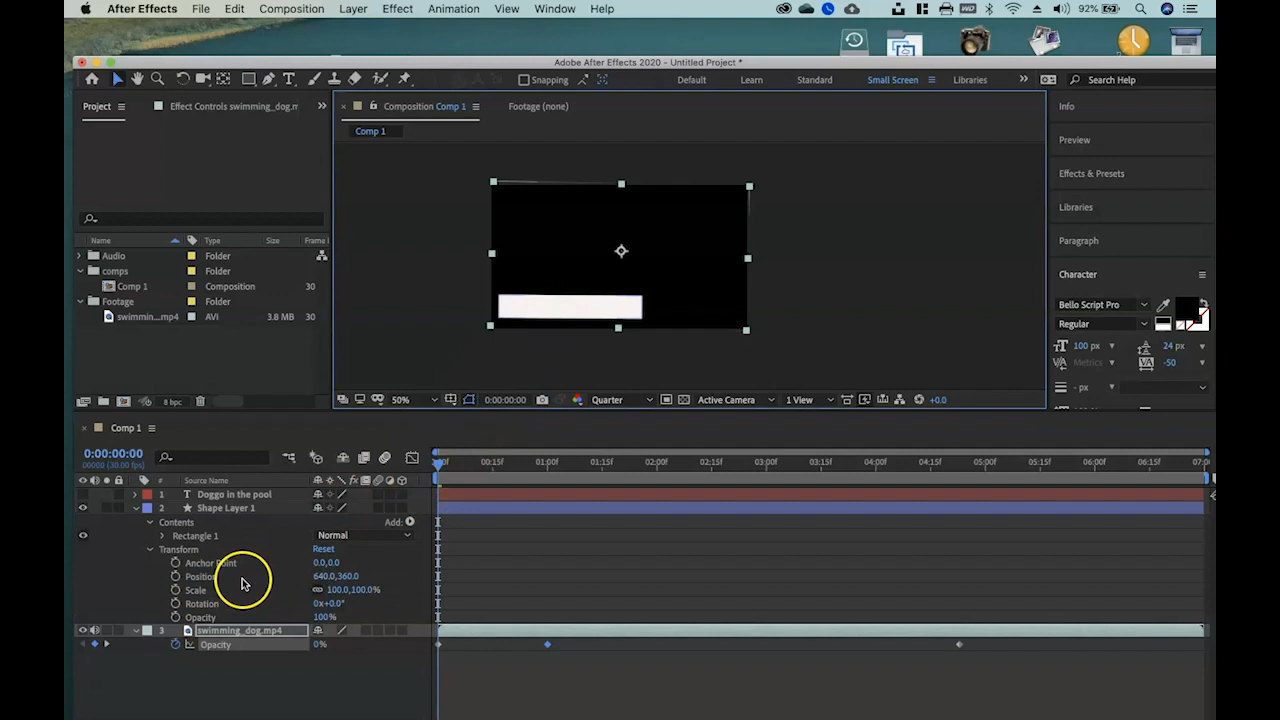 After Effects File Edit Composition Layer Effect Animation View Window Help 92%
Adobe After Effects 2020 - Untitled Project *
Snapping Default Learn Standard Small Screen Libraries Search Help
Project Effect Controls swimming_dog.m Composition Comp 1 Footage (none) Info
Comp 1
Preview
Effects & Presets
Libraries
Paragraph
Character
Name Type Size Frame I
Audio Folder
comps Folder
Comp 1 Composition 30
Footage Folder
swimmin...mp4 AVI 3.8 MB 30
Bello Script Pro
Regular
100 px 24 px
Metrics -50
- px
8 bpc 50% 0:00:00:00 Quarter Active Camera 1 View +0.0
Comp 1
0:00:00:00
00000 (30.00 fps)
:00f 00:15f 01:00f 01:15f 02:00f 02:15f 03:00f 03:15f 04:00f 04:15f 05:00f 05:15f 06:00f 06:15f 07:00
# Source Name
1 T Doggo in the pool
2 Shape Layer 1
Contents Add:
Rectangle 1 Normal
Transform Reset
Anchor Point 0.0,0.0
Position 640.0,360.0
Scale 100.0,100.0%
Rotation 0x+0.0°
Opacity 100%
3 swimming_dog.mp4
Opacity 0%